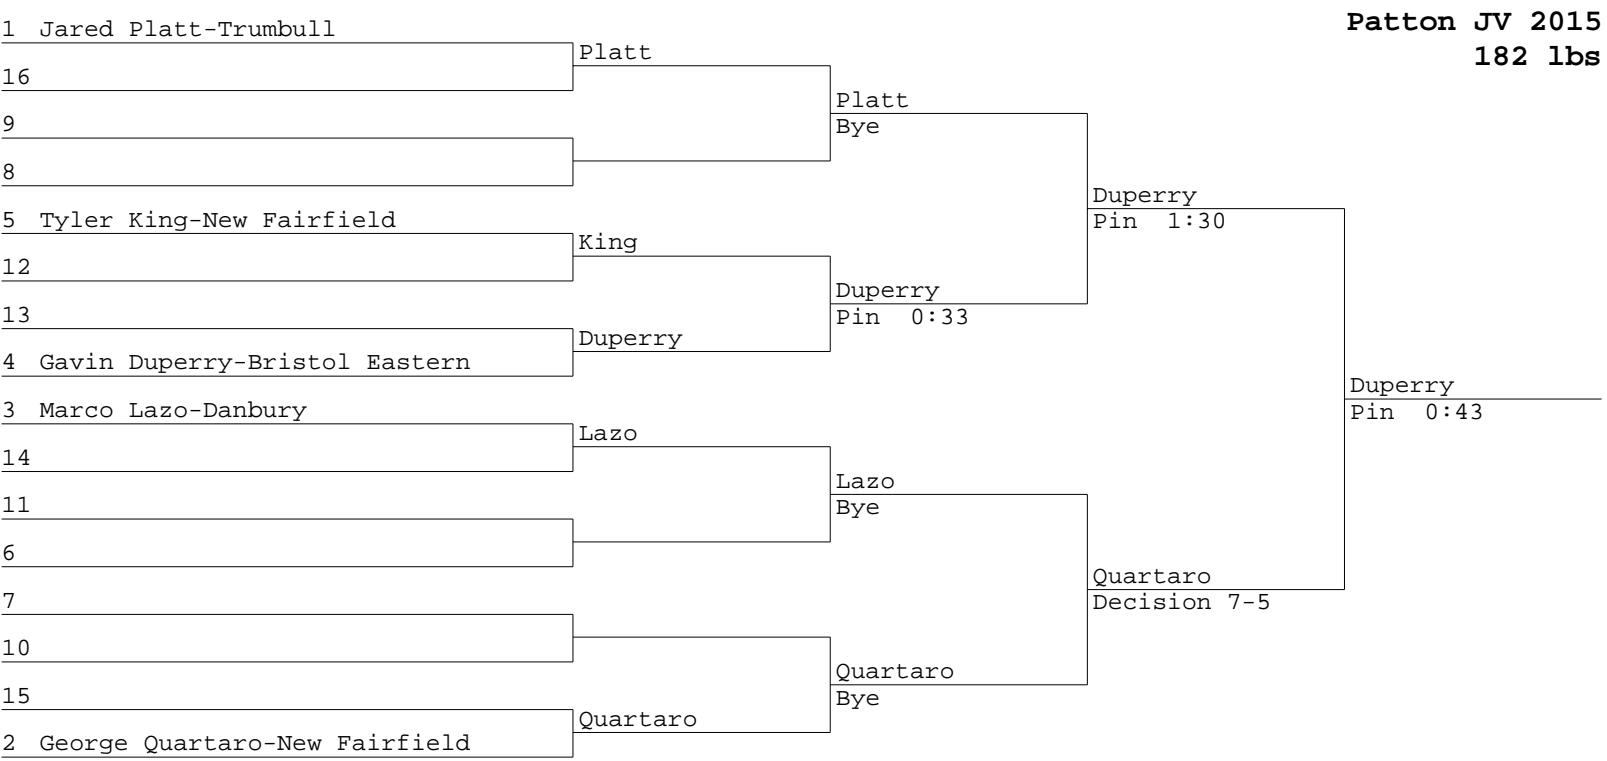 Patton JV 2015
182 lbs
1 Jared Platt-Trumbull
16
9
8
5 Tyler King-New Fairfield
12
13
4 Gavin Duperry-Bristol Eastern
3 Marco Lazo-Danbury
14
11
6
7
10
15
2 George Quartaro-New Fairfield
Platt
King
Duperry
Lazo
Quartaro
Platt
Bye
Duperry
Pin 0:33
Lazo
Bye
Quartaro
Bye
Duperry
Pin 1:30
Quartaro
Decision 7-5
Duperry
Pin 0:43